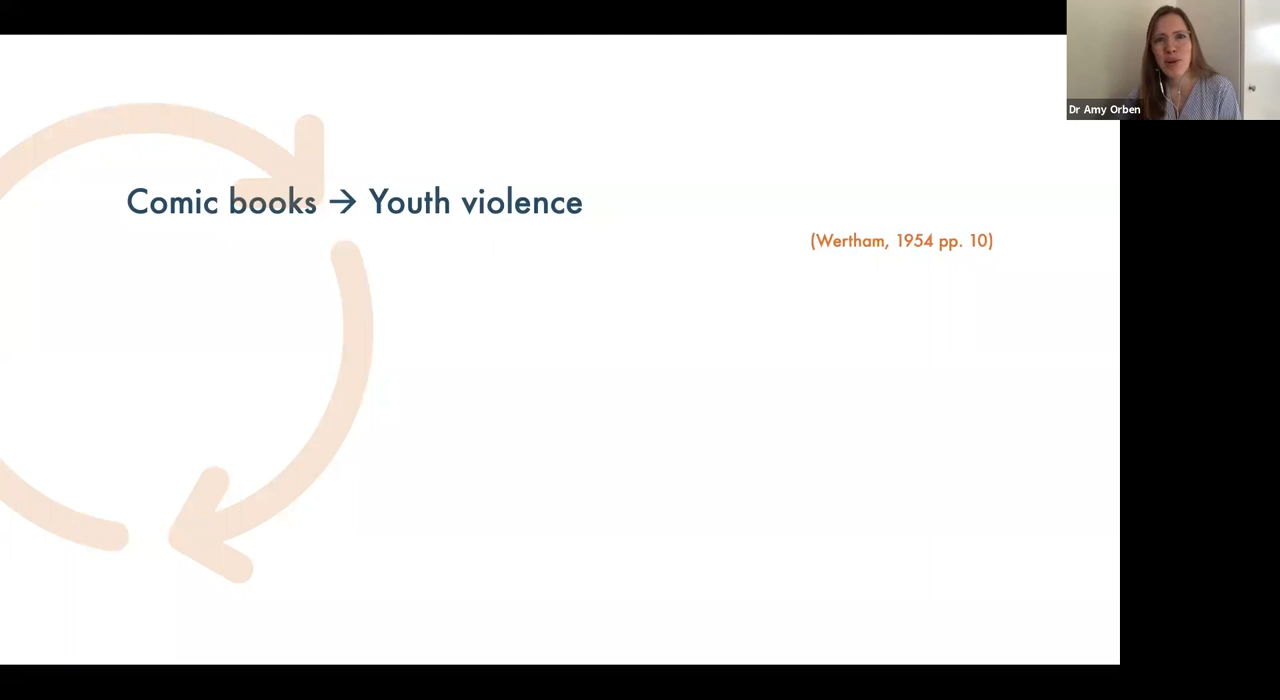 Dr Amy Orben
Comic books → Youth violence
(Wertham, 1954 pp. 10)